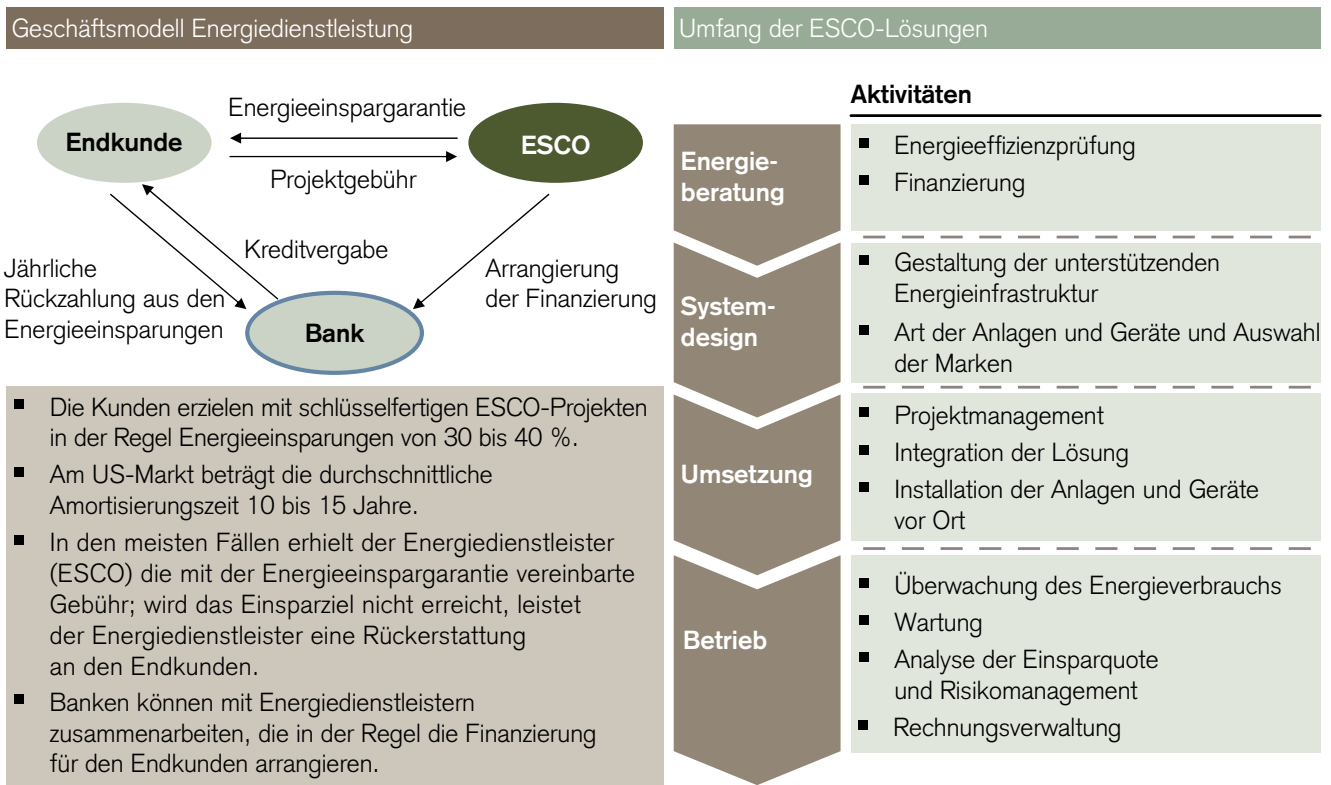 Geschäftsmodell Energiedienstleistung
Endkunde
Energieeinspargarantie
Projektgebühr
ESCO
Kreditvergabe
Jährliche
Rückzahlung aus den
Energieeinsparungen
Arrangierung
der Finanzierung
Bank
■ Die Kunden erzielen mit schlüsselfertigen ESCO-Projekten
in der Regel Energieeinsparungen von 30 bis 40 %.
■ Am US-Markt beträgt die durchschnittliche
Amortisierungszeit 10 bis 15 Jahre.
■ In den meisten Fällen erhielt der Energiedienstleister
(ESCO) die mit der Energieeinspargarantie vereinbarte
Gebühr; wird das Einsparziel nicht erreicht, leistet
der Energiedienstleister eine Rückerstattung
an den Endkunden.
■ Banken können mit Energiedienstleistern
zusammenarbeiten, die in der Regel die Finanzierung
für den Endkunden arrangieren.
Umfang der ESCO-Lösungen
Aktivitäten
Energie-
beratung
■ Energieeffizienzprüfung
■ Finanzierung
System-
design
■ Gestaltung der unterstützenden
Energieinfrastruktur
■ Art der Anlagen und Geräte und Auswahl
der Marken
Umsetzung
■ Projektmanagement
■ Integration der Lösung
■ Installation der Anlagen und Geräte
vor Ort
Betrieb
■ Überwachung des Energieverbrauchs
■ Wartung
■ Analyse der Einsparquote
und Risikomanagement
■ Rechnungsverwaltung